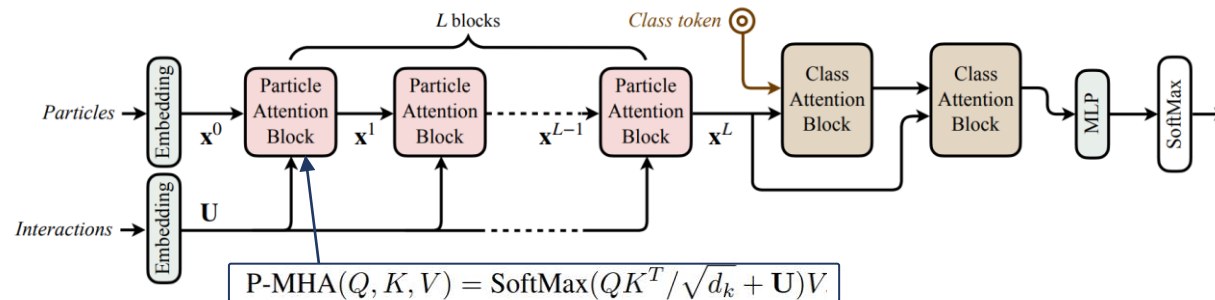 L blocks
Class token
Particles
Embedding
x^0
Particle
Attention
Block
x^1
Particle
Attention
Block
x^{L−1}
Particle
Attention
Block
x^L
Class
Attention
Block
Class
Attention
Block
MLP
SoftMax
Interactions
Embedding
U
P-MHA(Q, K, V) = SoftMax(QK^T/√d_k + U)V